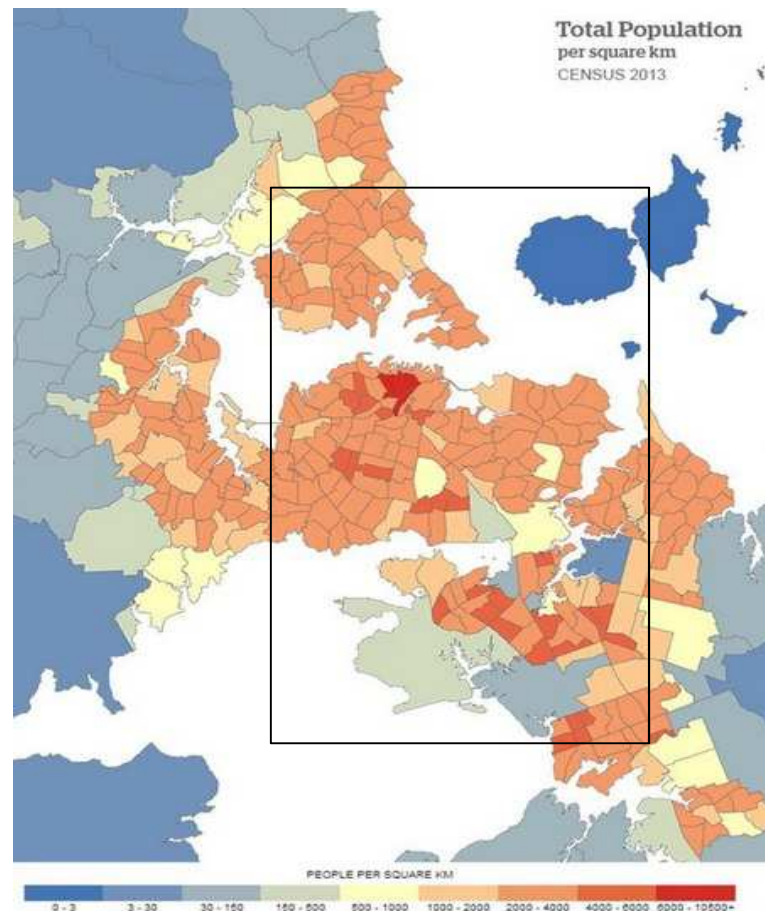 Total Population
per square km
CENSUS 2013
PEOPLE PER SQUARE KM
0 - 3 3 - 30 30 - 150 150 - 500 500 - 1000 1000 - 2000 2000 - 4000 4000 - 6000 6000 - 10500+